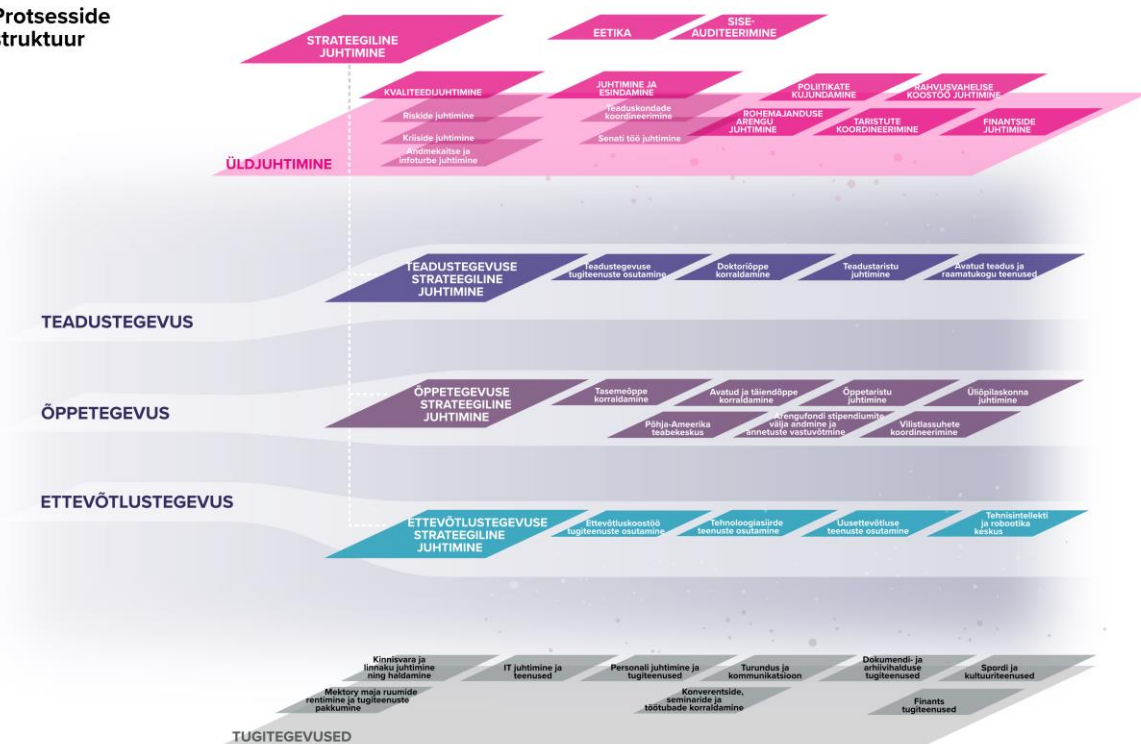 Protsesside
struktuur
STRATEEGILINE
JUHTIMINE
EETIKA
SISE-
AUDITEERIMINE
KVALITEEDIJUHTIMINE
JUHTIMINE JA
ESINDAMINE
POLIITIKATE
KUJUNDAMINE
RAHVUSVAHELISE
KOOSTÖÖ JUHTIMINE
Riskide juhtimine
Teaduskondade
koordineerimine
ROHEMAJANDUSE
ARENGU
JUHTIMINE
TARISTUTE
KOORDINEERIMINE
FINANTSIDE
JUHTIMINE
Kriiside juhtimine
Senati töö juhtimine
Andmekaitse ja
infoturbe juhtimine
ÜLDJUHTIMINE
TEADUSTEGEVUS
TEADUSTEGEVUSE
STRATEEGILINE
JUHTIMINE
Teadustegevuse
tugiteenuste osutamine
Doktoriõppe
korraldamine
Teadustaristu
juhtimine
Avatud teadus ja
raamatukogu teenused
ÕPPETEGEVUS
ÕPPETEGEVUSE
STRATEEGILINE
JUHTIMINE
Tasemeõppe
korraldamine
Avatud ja täiendõppe
korraldamine
Õppetaristu
juhtimine
Üliõpilaskonna
juhtimine
Põhja-Ameerika
teabekeskus
Arengufondi stipendiumite
välja andmine ja
annetuste vastuvõtmine
Vilistlassuhete
koordineerimine
ETTEVÕTLUSTEGEVUS
ETTEVÕTLUSTEGEVUSE
STRATEEGILINE
JUHTIMINE
Ettevõtluskoostöö
tugiteenuste osutamine
Tehnoloogiasiirde
teenuste osutamine
Uusettevõtluse
teenuste osutamine
Tehnisintellekti
ja robootika
keskus
Kinnisvara ja
linnaku juhtimine
ning haldamine
IT juhtimine ja
teenused
Personali juhtimine ja
tugiteenused
Turundus ja
kommunikatsioon
Dokumendi- ja
arhiivihalduse
tugiteenused
Spordi ja
kultuuriteenused
Mektory maja ruumide
rentimine ja tugiteenuste
pakkumine
Konverentside,
seminaride ja
töötubade korraldamine
Finants
tugiteenused
TUGITEGEVUSED